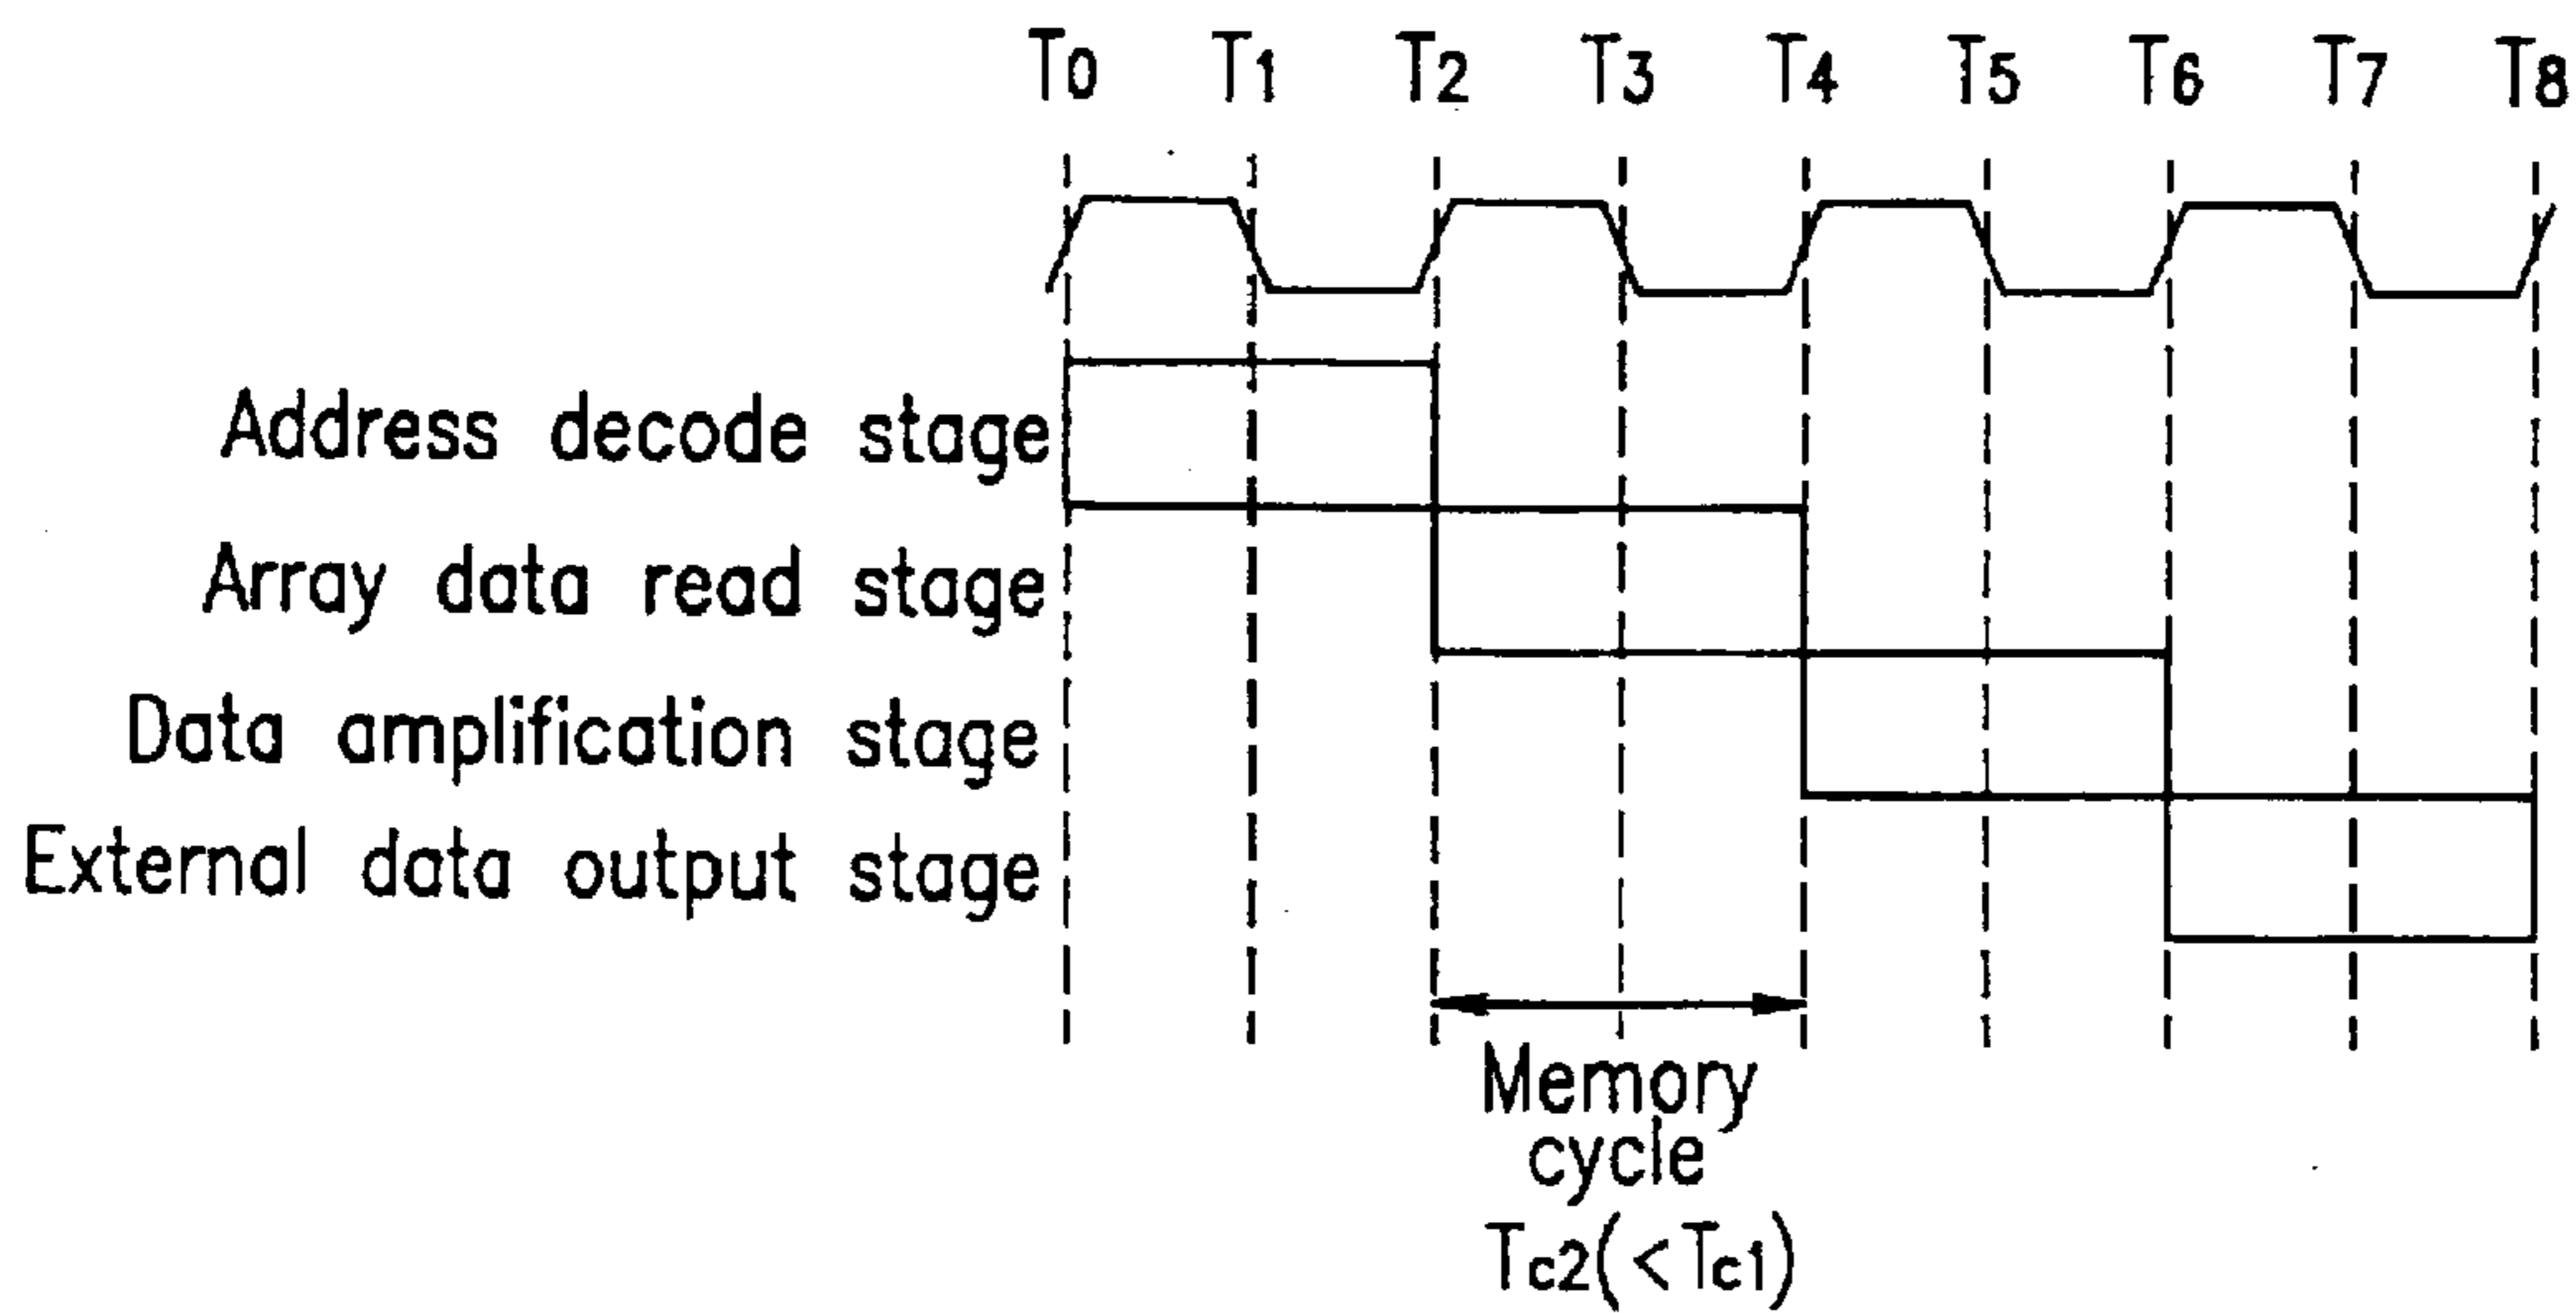 T0 T1 T2 T3 T4 T5 T6 T7 T8
Address decode stage
Array data read stage
Data amplification stage
External data output stage
Memory
cycle
Tc2(<Tc1)